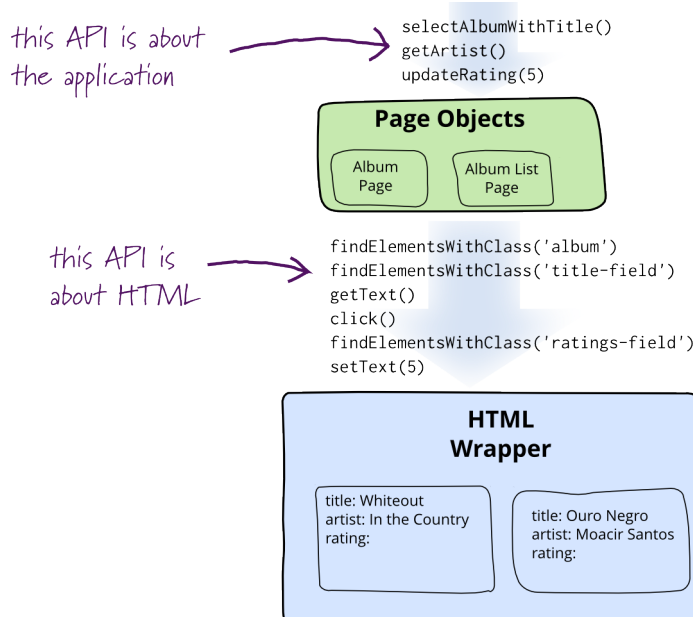 this API is about
the application
selectAlbumWithTitle()
getArtist()
updateRating(5)
Page Objects
Album
Page
Album List
Page
this API is
about HTML
findElementsWithClass('album')
findElementsWithClass('title-field')
getText()
click()
findElementsWithClass('ratings-field')
setText(5)
HTML
Wrapper
title: Whiteout
artist: In the Country
rating:
title: Ouro Negro
artist: Moacir Santos
rating: